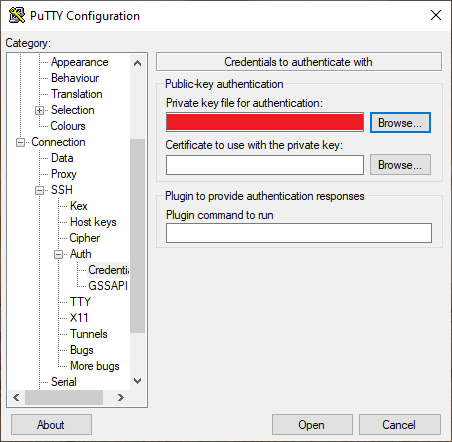 PuTTY Configuration
Category:
Appearance
Behaviour
Translation
Selection
Colours
Connection
Data
Proxy
SSH
Kex
Host keys
Cipher
Auth
Credentia
GSSAPI
TTY
X11
Tunnels
Bugs
More bugs
Serial
Credentials to authenticate with
Public-key authentication
Private key file for authentication:
Browse...
Certificate to use with the private key:
Browse...
Plugin to provide authentication responses
Plugin command to run
About
Open
Cancel